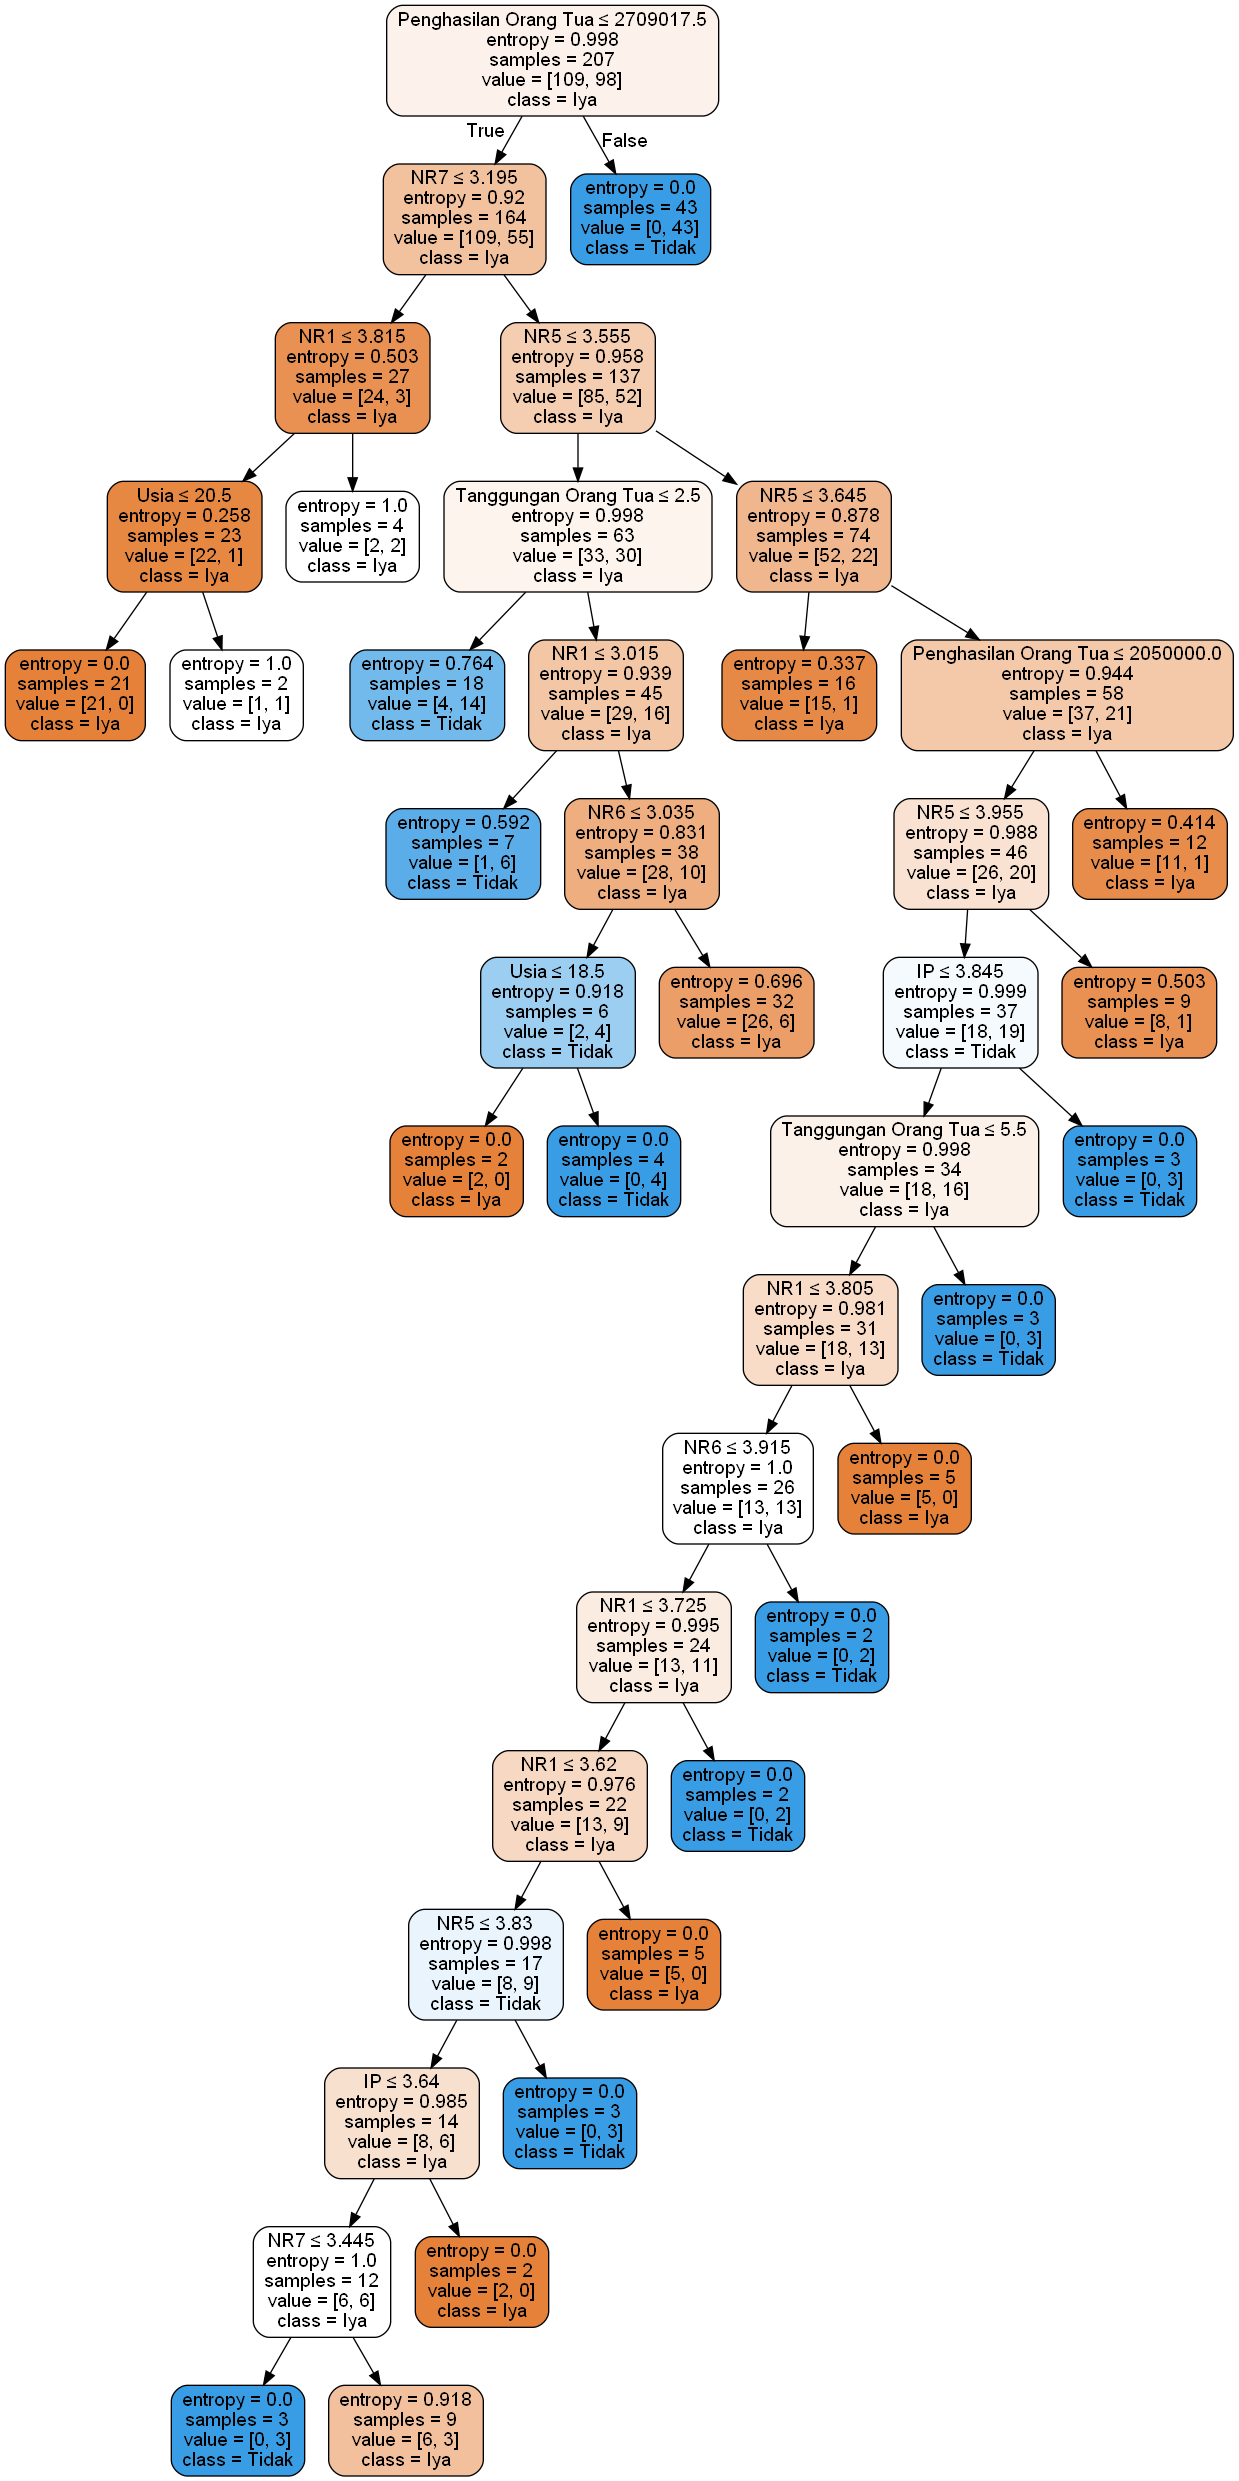 Penghasilan Orang Tua ≤ 2709017.5
entropy = 0.998
samples = 207
value = [109, 98]
class = Iya
True
False
NR7 ≤ 3.195
entropy = 0.92
samples = 164
value = [109, 55]
class = Iya
entropy = 0.0
samples = 43
value = [0, 43]
class = Tidak
NR1 ≤ 3.815
entropy = 0.503
samples = 27
value = [24, 3]
class = Iya
NR5 ≤ 3.555
entropy = 0.958
samples = 137
value = [85, 52]
class = Iya
Usia ≤ 20.5
entropy = 0.258
samples = 23
value = [22, 1]
class = Iya
entropy = 1.0
samples = 4
value = [2, 2]
class = Iya
Tanggungan Orang Tua ≤ 2.5
entropy = 0.998
samples = 63
value = [33, 30]
class = Iya
NR5 ≤ 3.645
entropy = 0.878
samples = 74
value = [52, 22]
class = Iya
entropy = 0.0
samples = 21
value = [21, 0]
class = Iya
entropy = 1.0
samples = 2
value = [1, 1]
class = Iya
entropy = 0.764
samples = 18
value = [4, 14]
class = Tidak
NR1 ≤ 3.015
entropy = 0.939
samples = 45
value = [29, 16]
class = Iya
entropy = 0.337
samples = 16
value = [15, 1]
class = Iya
Penghasilan Orang Tua ≤ 2050000.0
entropy = 0.944
samples = 58
value = [37, 21]
class = Iya
entropy = 0.592
samples = 7
value = [1, 6]
class = Tidak
NR6 ≤ 3.035
entropy = 0.831
samples = 38
value = [28, 10]
class = Iya
NR5 ≤ 3.955
entropy = 0.988
samples = 46
value = [26, 20]
class = Iya
entropy = 0.414
samples = 12
value = [11, 1]
class = Iya
Usia ≤ 18.5
entropy = 0.918
samples = 6
value = [2, 4]
class = Tidak
entropy = 0.696
samples = 32
value = [26, 6]
class = Iya
IP ≤ 3.845
entropy = 0.999
samples = 37
value = [18, 19]
class = Tidak
entropy = 0.503
samples = 9
value = [8, 1]
class = Iya
entropy = 0.0
samples = 2
value = [2, 0]
class = Iya
entropy = 0.0
samples = 4
value = [0, 4]
class = Tidak
Tanggungan Orang Tua ≤ 5.5
entropy = 0.998
samples = 34
value = [18, 16]
class = Iya
entropy = 0.0
samples = 3
value = [0, 3]
class = Tidak
NR1 ≤ 3.805
entropy = 0.981
samples = 31
value = [18, 13]
class = Iya
entropy = 0.0
samples = 3
value = [0, 3]
class = Tidak
NR6 ≤ 3.915
entropy = 1.0
samples = 26
value = [13, 13]
class = Iya
entropy = 0.0
samples = 5
value = [5, 0]
class = Iya
NR1 ≤ 3.725
entropy = 0.995
samples = 24
value = [13, 11]
class = Iya
entropy = 0.0
samples = 2
value = [0, 2]
class = Tidak
NR1 ≤ 3.62
entropy = 0.976
samples = 22
value = [13, 9]
class = Iya
entropy = 0.0
samples = 2
value = [0, 2]
class = Tidak
NR5 ≤ 3.83
entropy = 0.998
samples = 17
value = [8, 9]
class = Tidak
entropy = 0.0
samples = 5
value = [5, 0]
class = Iya
IP ≤ 3.64
entropy = 0.985
samples = 14
value = [8, 6]
class = Iya
entropy = 0.0
samples = 3
value = [0, 3]
class = Tidak
NR7 ≤ 3.445
entropy = 1.0
samples = 12
value = [6, 6]
class = Iya
entropy = 0.0
samples = 2
value = [2, 0]
class = Iya
entropy = 0.0
samples = 3
value = [0, 3]
class = Tidak
entropy = 0.918
samples = 9
value = [6, 3]
class = Iya